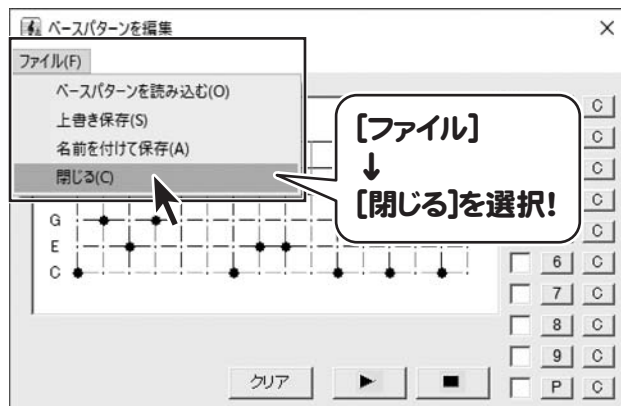 ベースパターンを編集
ファイル(F)
ベースパターンを読み込む(O)
上書き保存(S)
名前を付けて保存(A)
閉じる(C)
[ファイル]
↓
[閉じる]を選択!
C
C
C
C
C
G
E
C
6 C
7 C
8 C
9 C
P C
クリア